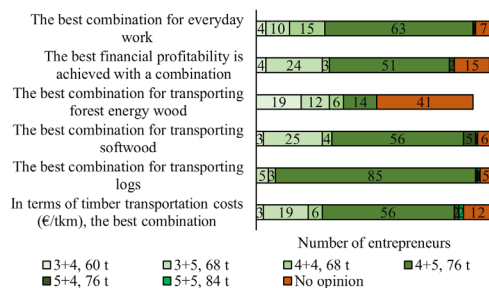 The best combination for everyday
work
4 10 15 63 7
The best financial profitability is
achieved with a combination
4 24 3 51 15
The best combination for transporting
forest energy wood
19 12 6 14 41
The best combination for transporting
softwood
3 25 4 56 5 6
The best combination for transporting
logs
5 3 85 5
In terms of timber transportation costs
(€/tkm), the best combination
3 19 6 56 12
Number of entrepreneurs
3+4, 60 t 3+5, 68 t 4+4, 68 t 4+5, 76 t
5+4, 76 t 5+5, 84 t No opinion